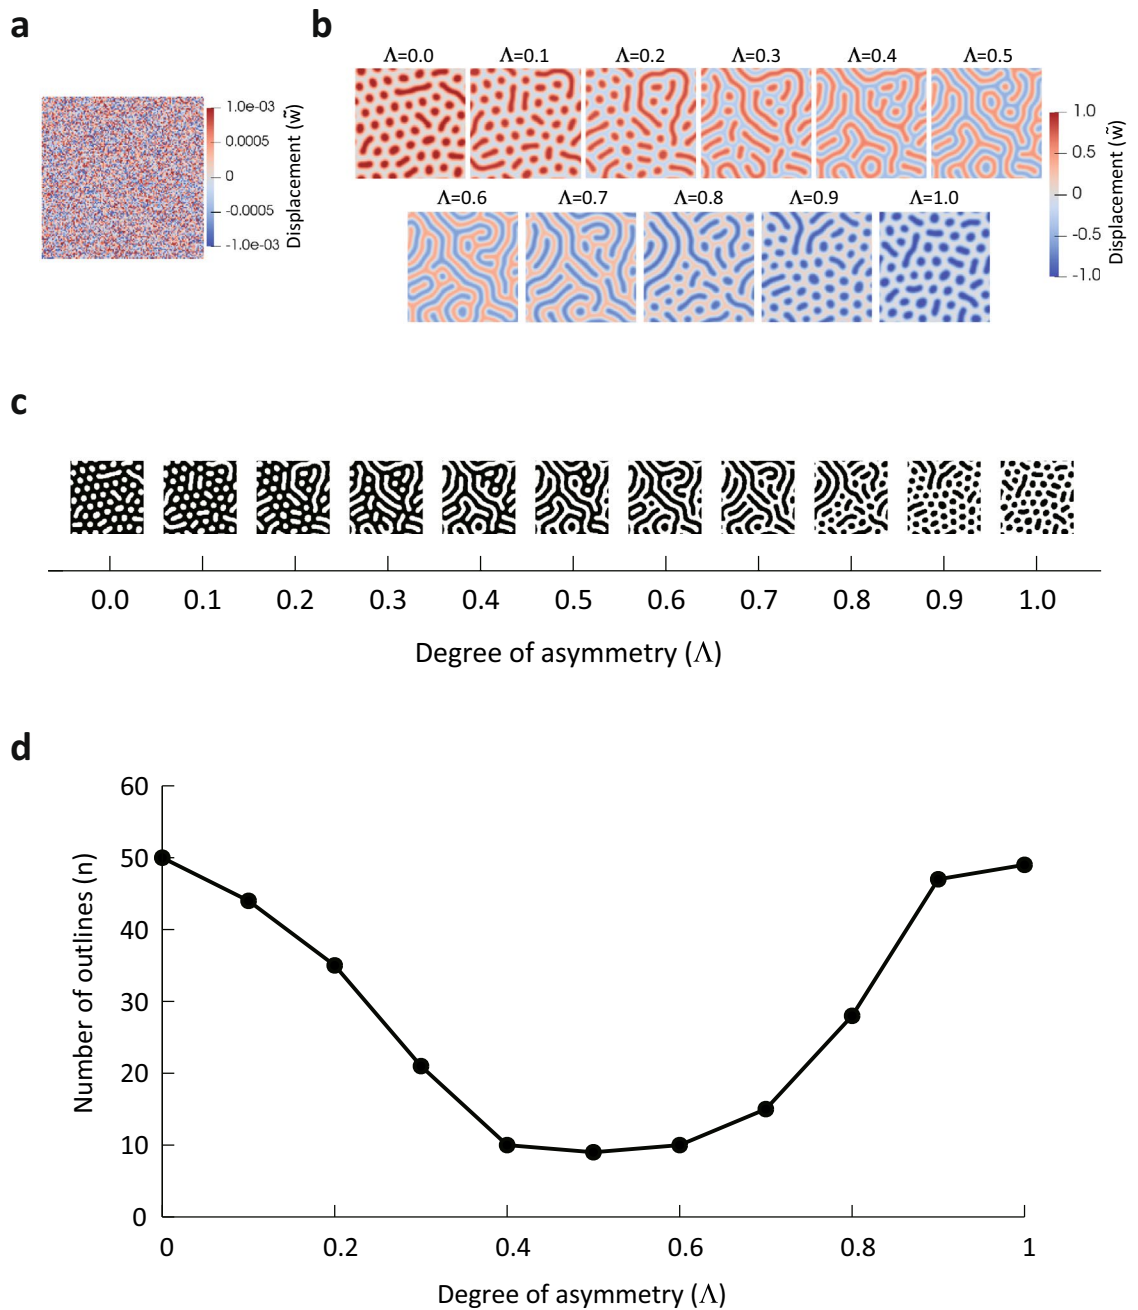 a
1.0e-03
0.0005
0
-0.0005
-1.0e-03
Displacement (w̃)
b
Λ=0.0 Λ=0.1 Λ=0.2 Λ=0.3 Λ=0.4 Λ=0.5
Λ=0.6 Λ=0.7 Λ=0.8 Λ=0.9 Λ=1.0
1.0
0.5
0
-0.5
-1.0
Displacement (w̃)
c
0.0 0.1 0.2 0.3 0.4 0.5 0.6 0.7 0.8 0.9 1.0
Degree of asymmetry (Λ)
d
Number of outlines (n)
60
50
40
30
20
10
0
0 0.2 0.4 0.6 0.8 1
Degree of asymmetry (Λ)